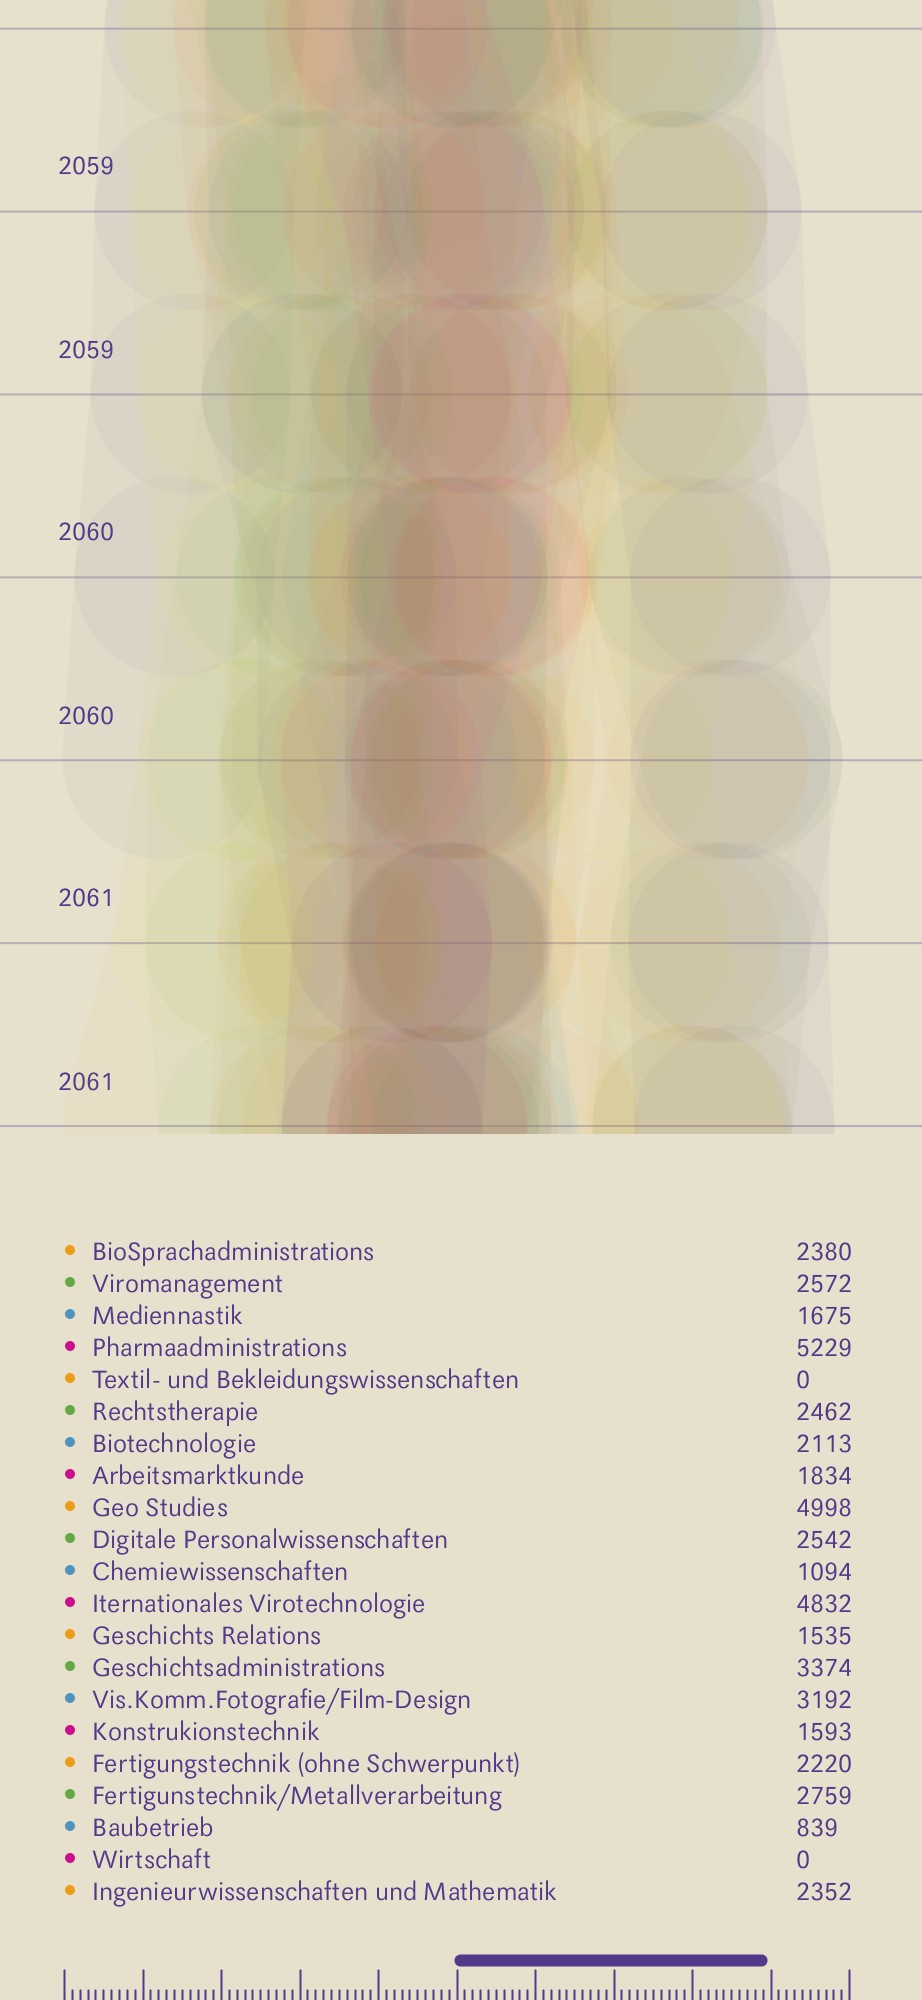 2059
2059
2060
2060
2061
2061
BioSprachadministrations 2380
Viromanagement 2572
Mediennastik 1675
Pharmaadministrations 5229
Textil- und Bekleidungswissenschaften 0
Rechtstherapie 2462
Biotechnologie 2113
Arbeitsmarktkunde 1834
Geo Studies 4998
Digitale Personalwissenschaften 2542
Chemiewissenschaften 1094
Iternationales Virotechnologie 4832
Geschichts Relations 1535
Geschichtsadministrations 3374
Vis.Komm.Fotografie/Film-Design 3192
Konstrukionstechnik 1593
Fertigungstechnik (ohne Schwerpunkt) 2220
Fertigunstechnik/Metallverarbeitung 2759
Baubetrieb 839
Wirtschaft 0
Ingenieurwissenschaften und Mathematik 2352